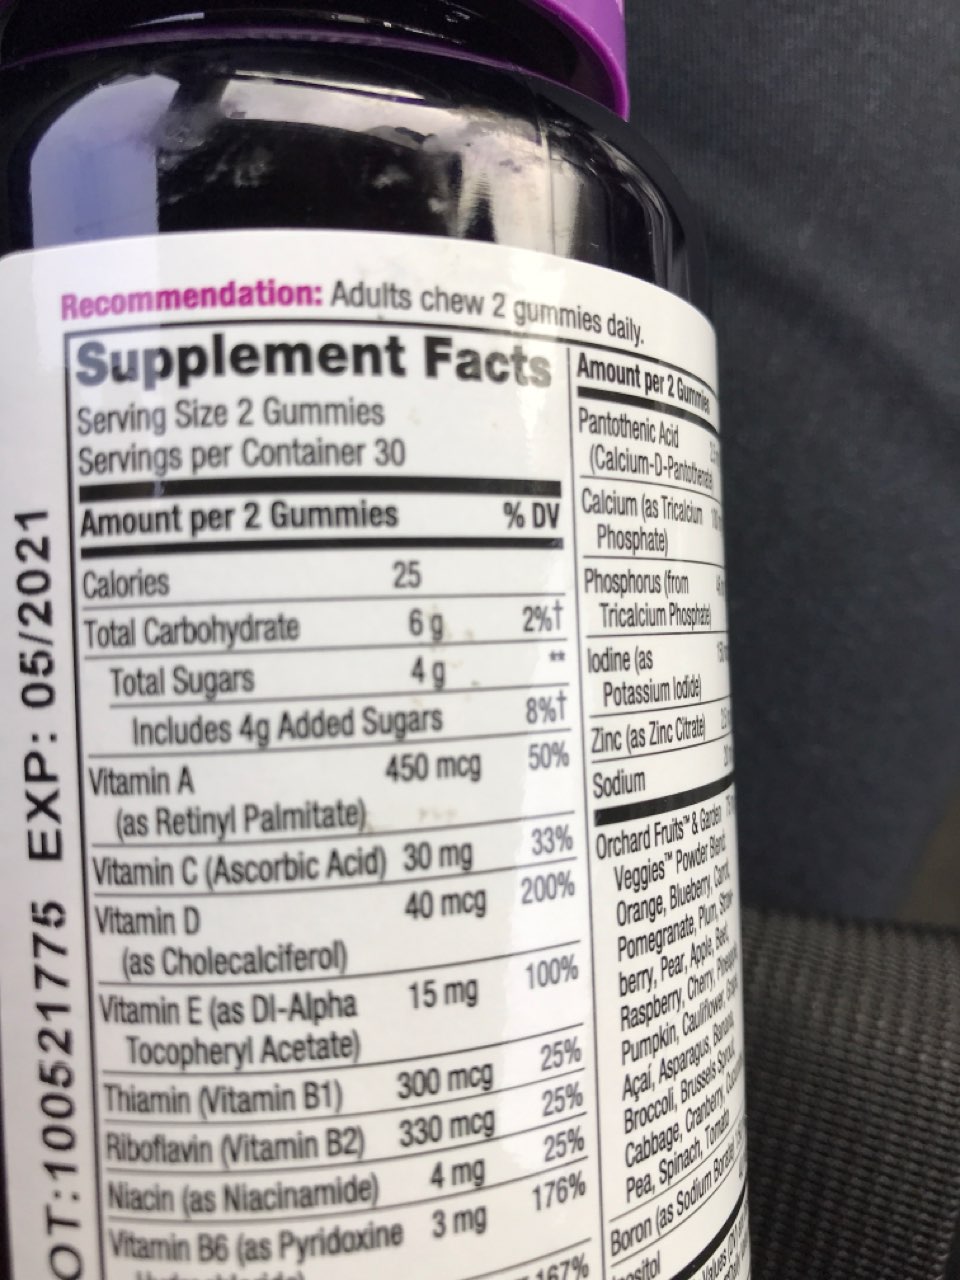 Recommendation: Adults chew 2 gummies daily.
Supplement Facts
Serving Size 2 Gummies
Servings per Container 30
Amount per 2 Gummies % DV
Calories 25
Total Carbohydrate 6 g 2%†
Total Sugars 4 g **
Includes 4g Added Sugars 8%†
Vitamin A 450 mcg 50%
(as Retinyl Palmitate)
Vitamin C (Ascorbic Acid) 30 mg 33%
Vitamin D 40 mcg 200%
(as Cholecalciferol)
Vitamin E (as Dl-Alpha 15 mg 100%
Tocopheryl Acetate)
Thiamin (Vitamin B1) 300 mcg 25%
Riboflavin (Vitamin B2) 330 mcg 25%
Niacin (as Niacinamide) 4 mg 25%
Vitamin B6 (as Pyridoxine 3 mg 176%
167%
Amount per 2 Gummies
Pantothenic Acid
(Calcium-D-Pantothenate
Calcium (as Tricalcium
Phosphate)
Phosphorus (from
Tricalcium Phosphate)
Iodine (as
Potassium Iodide)
Zinc (as Zinc Citrate)
Sodium
Orchard Fruits™ & Garden
Veggies™ Powder Blend
Orange, Blueberry, Carrot,
Pomegranate, Plum, Straw-
berry, Pear, Apple, Beet,
Raspberry, Cherry, Pineapple,
Pumpkin, Cauliflower,
Açaí, Asparagus, Banana,
Broccoli, Brussels Sprout,
Cabbage, Cranberry,
Pea, Spinach, Tomato
Boron (as Sodium Borate)
OT:100521775 EXP: 05/2021